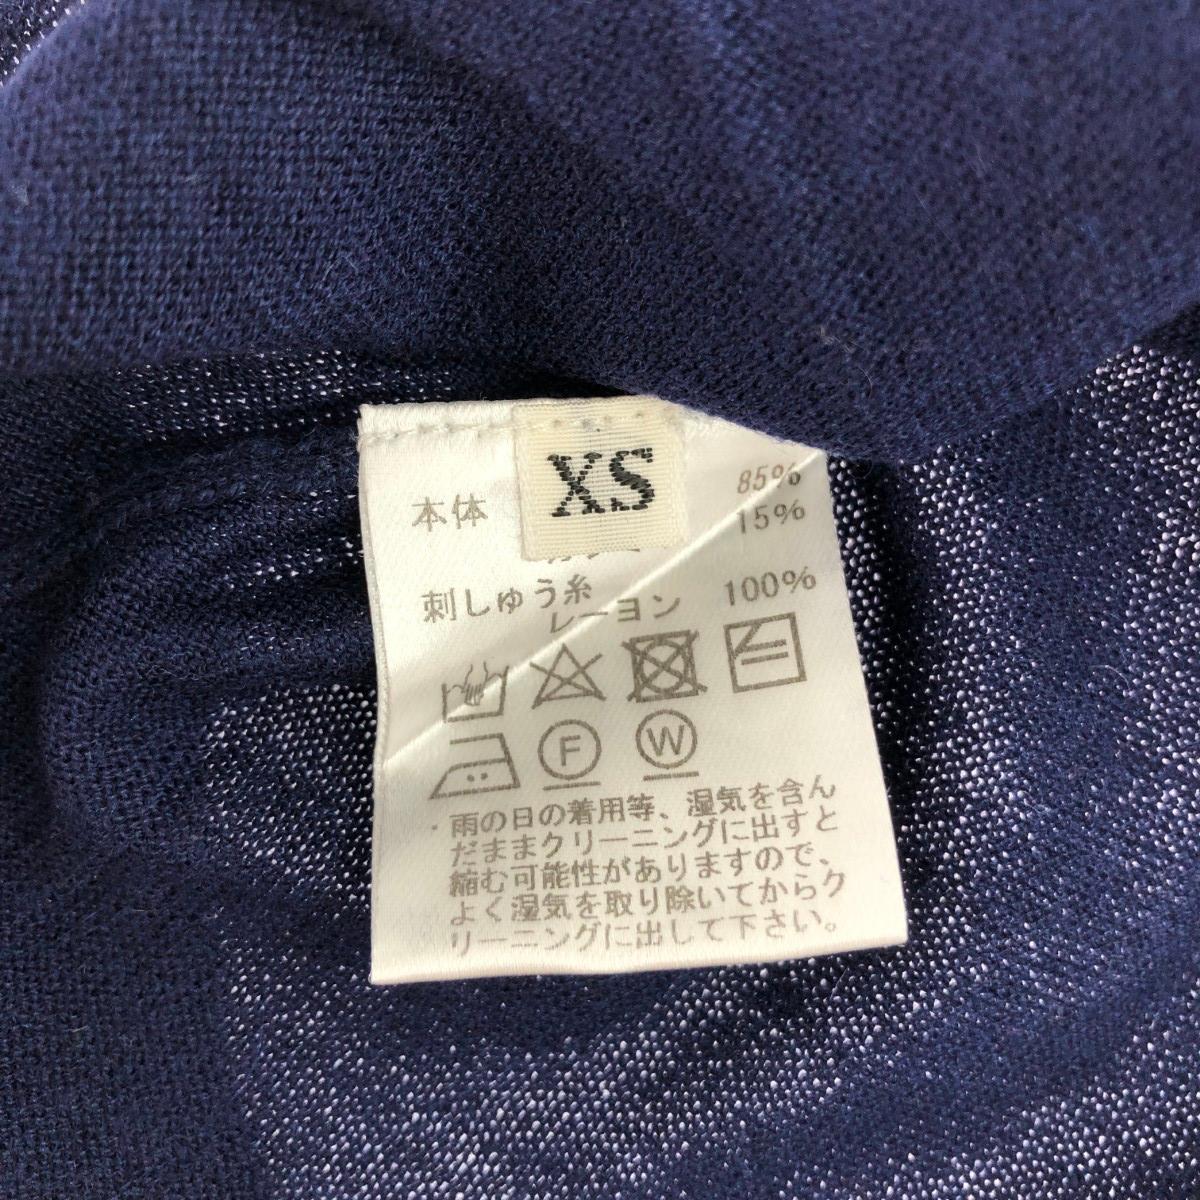 XS
本体 85%
15%
刺しゅう糸
レーヨン 100%
F W
・雨の日の着用等、湿気を含ん
だままクリーニングに出すと
縮む可能性がありますので、
よく湿気を取り除いてからク
リーニングに出して下さい。